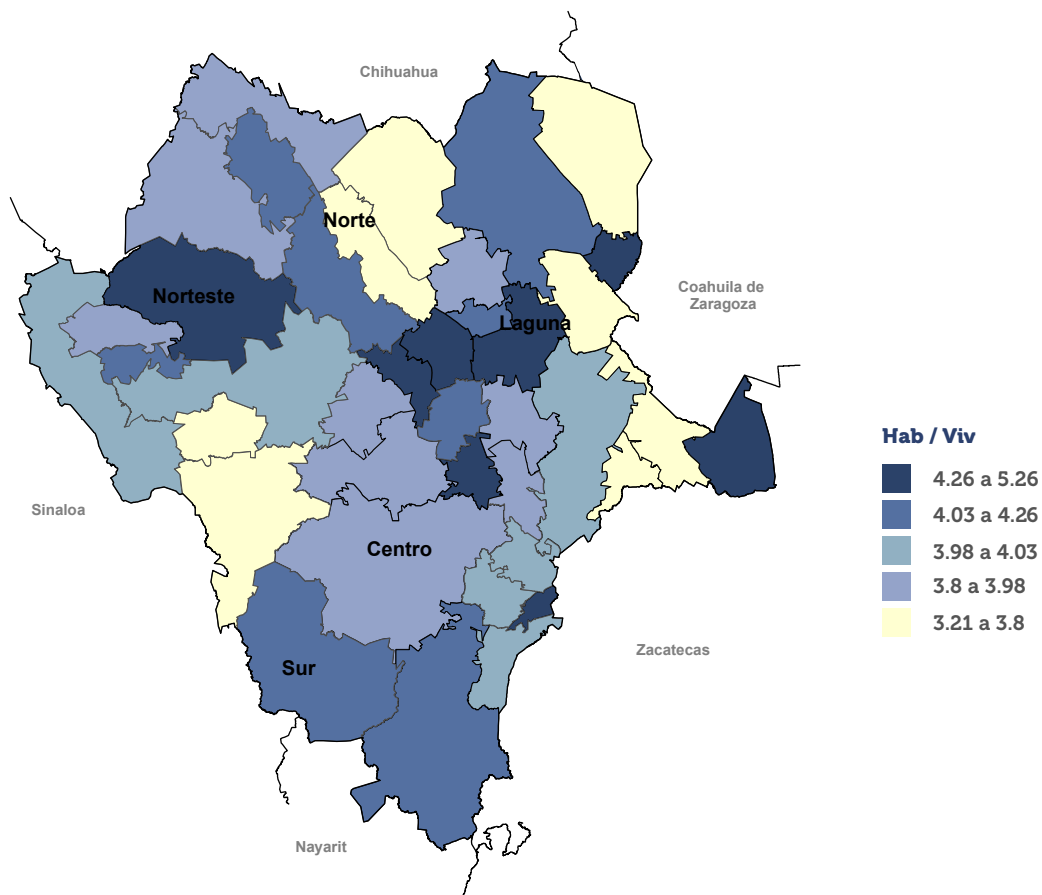 Chihuahua
Norte
Coahuila de
Zaragoza
Norteste
Laguna
Hab / Viv
4.26 a 5.26
4.03 a 4.26
3.98 a 4.03
3.8 a 3.98
3.21 a 3.8
Sinaloa
Centro
Zacatecas
Sur
Nayarit